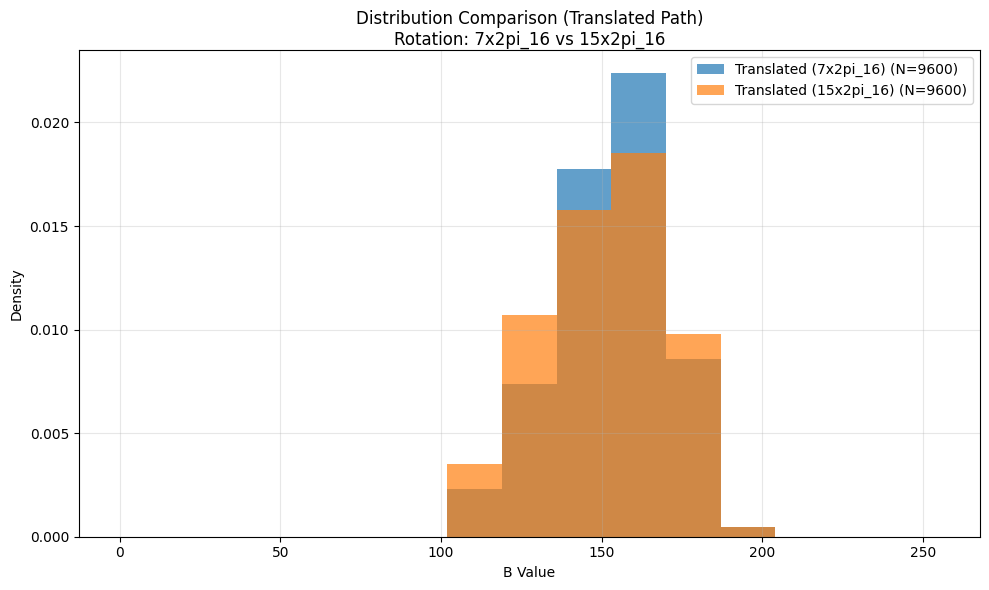 Distribution Comparison (Translated Path)
Rotation: 7x2pi_16 vs 15x2pi_16
Translated (7x2pi_16) (N=9600)
Translated (15x2pi_16) (N=9600)
Density
0.020
0.015
0.010
0.005
0.000
0 50 100 150 200 250
B Value